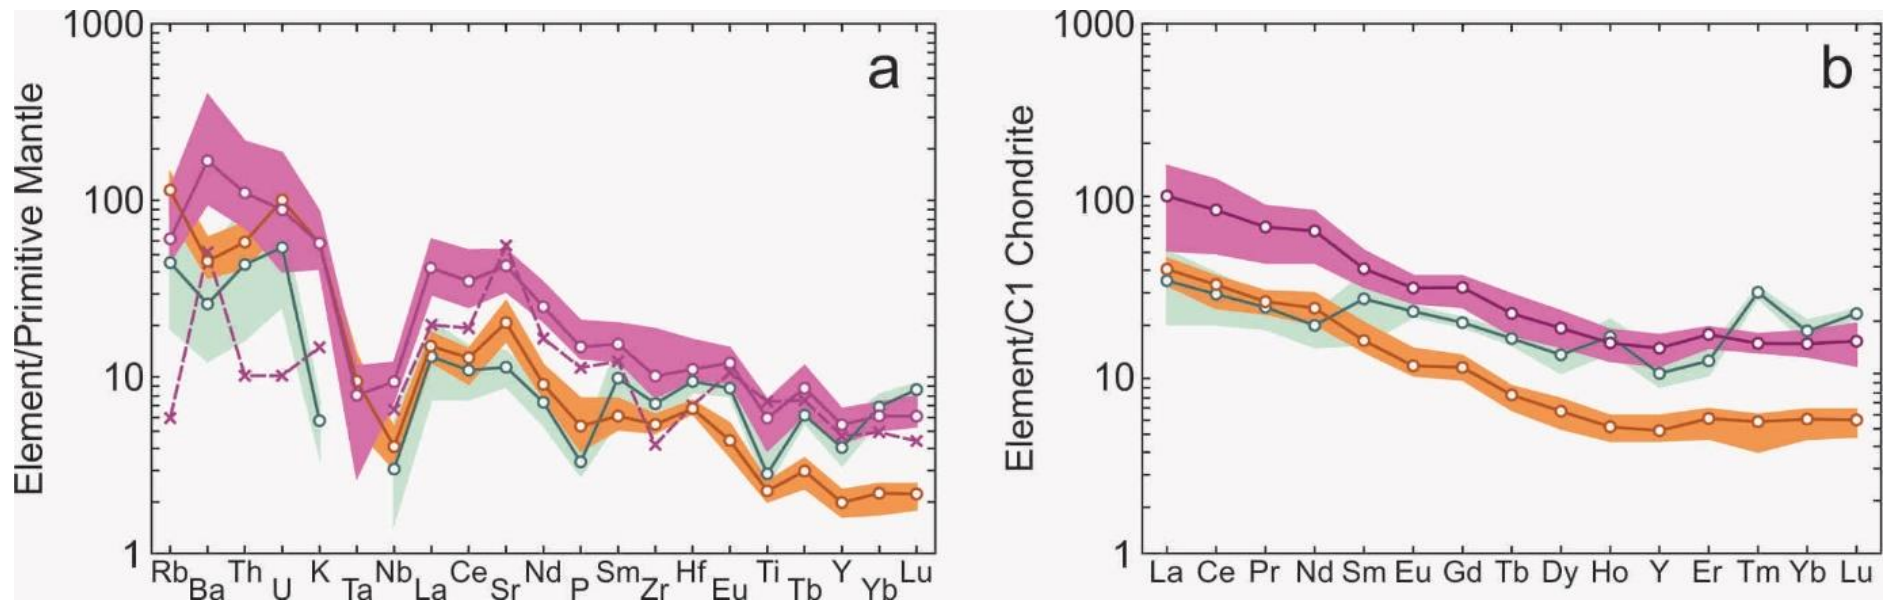 a
Element/Primitive Mantle
1000
100
10
1
Rb Ba Th U K Ta Nb La Ce Sr Nd P Sm Zr Hf Eu Ti Tb Y Yb Lu
b
Element/C1 Chondrite
1000
100
10
1
La Ce Pr Nd Sm Eu Gd Tb Dy Ho Y Er Tm Yb Lu